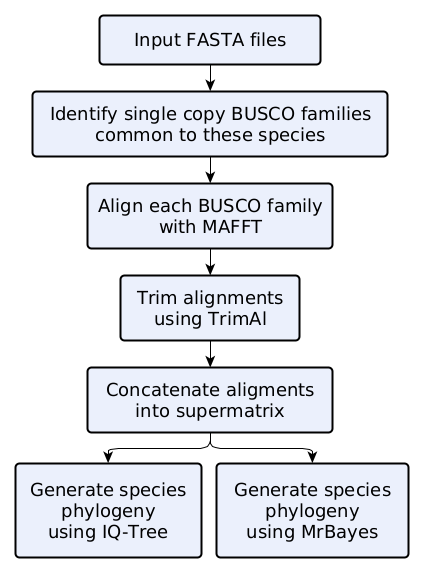 Input FASTA files
Identify single copy BUSCO families
common to these species
Align each BUSCO family
with MAFFT
Trim alignments
using TrimAl
Concatenate aligments
into supermatrix
Generate species
phylogeny
using IQ-Tree
Generate species
phylogeny
using MrBayes